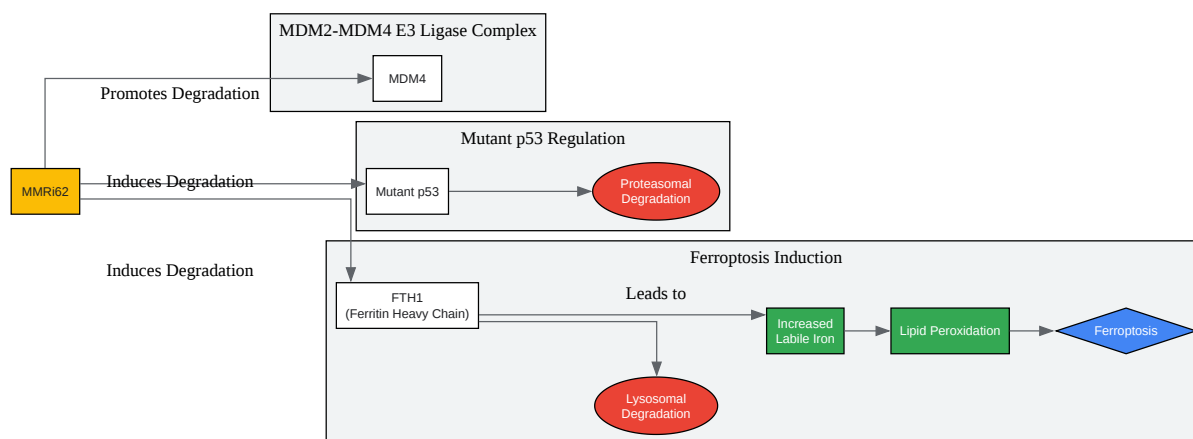 MDM2-MDM4 E3 Ligase Complex
MDM4
Promotes Degradation
Mutant p53 Regulation
MMRi62
Induces Degradation
Mutant p53
Proteasomal
Degradation
Ferroptosis Induction
Induces Degradation
FTH1
(Ferritin Heavy Chain)
Leads to
Increased
Labile Iron
Lipid Peroxidation
Ferroptosis
Lysosomal
Degradation